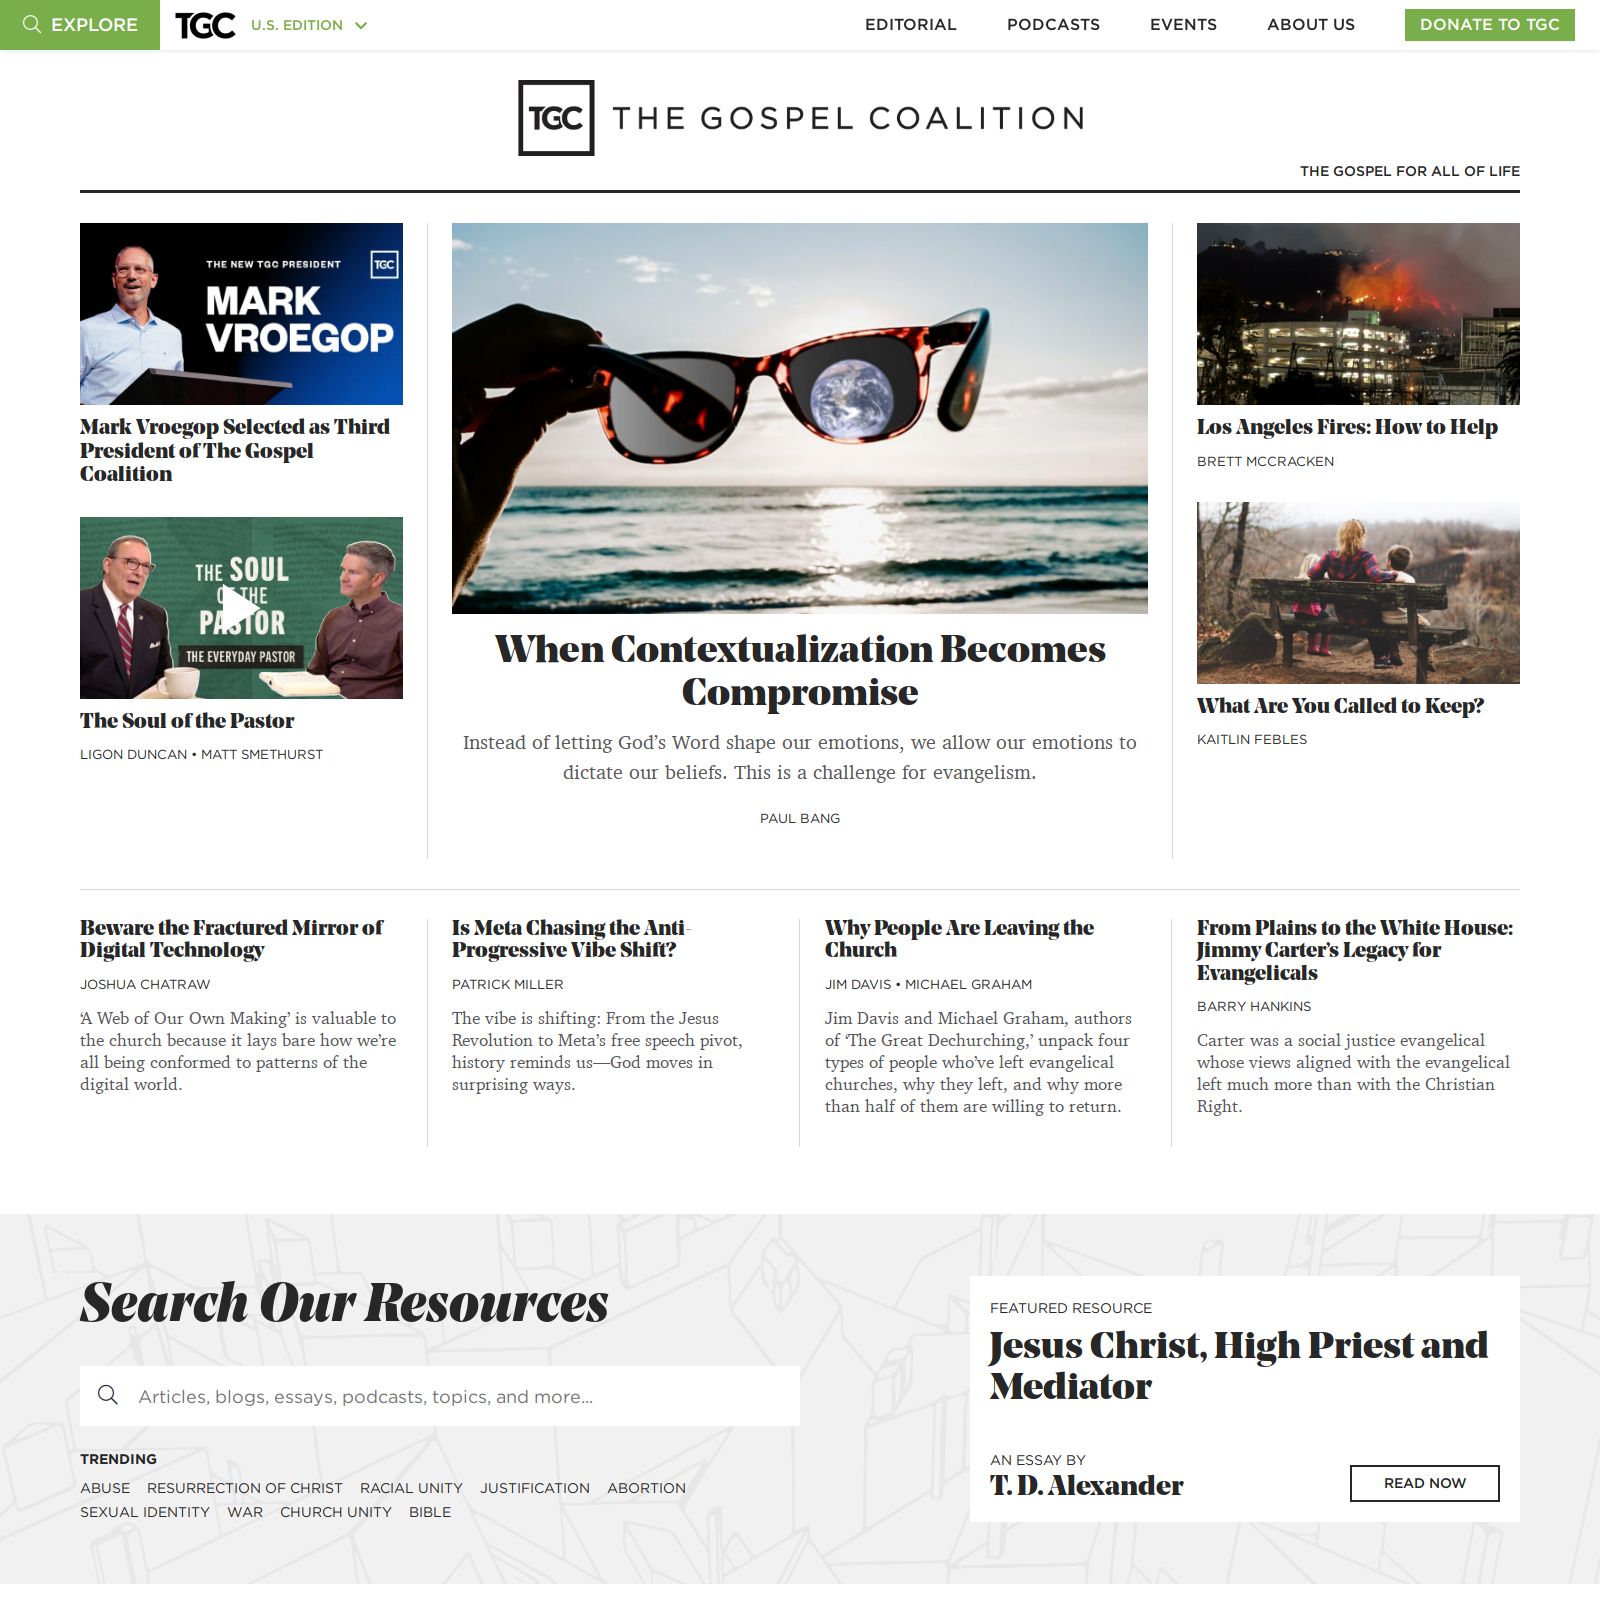 EXPLORE
TGC
U.S. EDITION
EDITORIAL
PODCASTS
EVENTS
ABOUT US
DONATE TO TGC
TGC
THE GOSPEL COALITION
THE GOSPEL FOR ALL OF LIFE
THE NEW TGC PRESIDENT
TGC
MARK
VROEGOP
Mark Vroegop Selected as Third
President of The Gospel
Coalition
THE SOUL
OF THE
PASTOR
THE EVERYDAY PASTOR
The Soul of the Pastor
LIGON DUNCAN • MATT SMETHURST
When Contextualization Becomes
Compromise
Instead of letting God’s Word shape our emotions, we allow our emotions to
dictate our beliefs. This is a challenge for evangelism.
PAUL BANG
Los Angeles Fires: How to Help
BRETT MCCRACKEN
What Are You Called to Keep?
KAITLIN FEBLES
Beware the Fractured Mirror of
Digital Technology
JOSHUA CHATRAW
‘A Web of Our Own Making’ is valuable to
the church because it lays bare how we’re
all being conformed to patterns of the
digital world.
Is Meta Chasing the Anti-
Progressive Vibe Shift?
PATRICK MILLER
The vibe is shifting: From the Jesus
Revolution to Meta’s free speech pivot,
history reminds us—God moves in
surprising ways.
Why People Are Leaving the
Church
JIM DAVIS • MICHAEL GRAHAM
Jim Davis and Michael Graham, authors
of ‘The Great Dechurching,’ unpack four
types of people who’ve left evangelical
churches, why they left, and why more
than half of them are willing to return.
From Plains to the White House:
Jimmy Carter’s Legacy for
Evangelicals
BARRY HANKINS
Carter was a social justice evangelical
whose views aligned with the evangelical
left much more than with the Christian
Right.
Search Our Resources
Articles, blogs, essays, podcasts, topics, and more...
TRENDING
ABUSE RESURRECTION OF CHRIST RACIAL UNITY JUSTIFICATION ABORTION
SEXUAL IDENTITY WAR CHURCH UNITY BIBLE
FEATURED RESOURCE
Jesus Christ, High Priest and
Mediator
AN ESSAY BY
T. D. Alexander
READ NOW